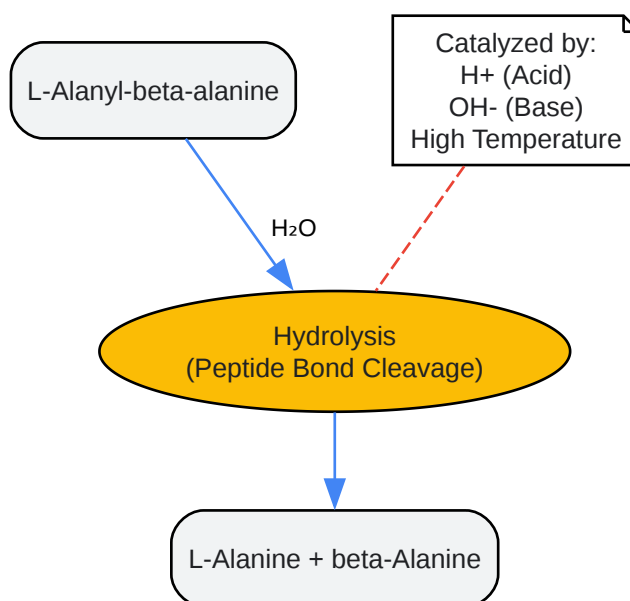 Catalyzed by:
H+ (Acid)
OH- (Base)
High Temperature
L-Alanyl-beta-alanine
H₂O
Hydrolysis
(Peptide Bond Cleavage)
L-Alanine + beta-Alanine